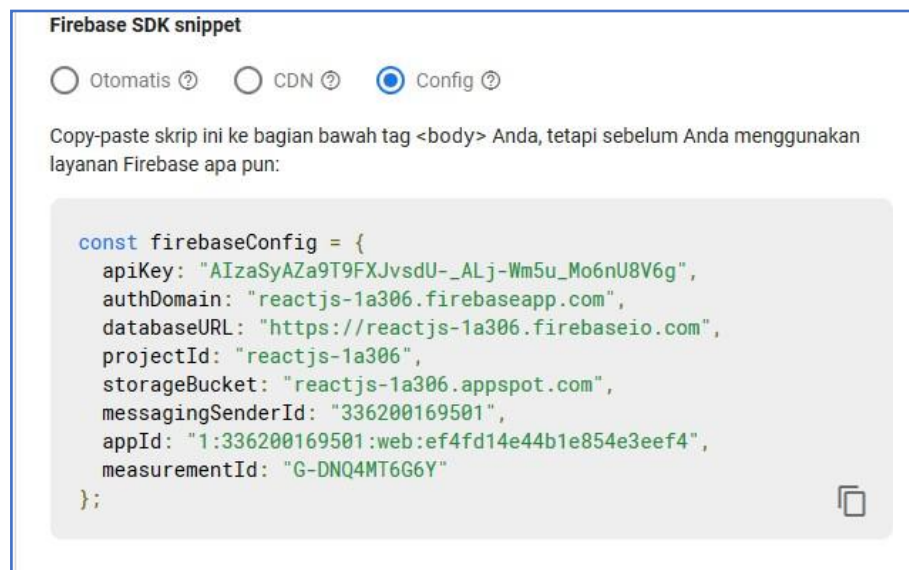 Firebase SDK snippet
Otomatis CDN Config
Copy-paste skrip ini ke bagian bawah tag <body> Anda, tetapi sebelum Anda menggunakan
layanan Firebase apa pun:
const firebaseConfig = {
apiKey: "AIzaSyAZa9T9FXJvsdU-_ALj-Wm5u_Mo6nU8V6g",
authDomain: "reactjs-1a306.firebaseapp.com",
databaseURL: "https://reactjs-1a306.firebaseio.com",
projectId: "reactjs-1a306",
storageBucket: "reactjs-1a306.appspot.com",
messagingSenderId: "336200169501",
appId: "1:336200169501:web:ef4fd14e44b1e854e3eef4",
measurementId: "G-DNQ4MT6G6Y"
};